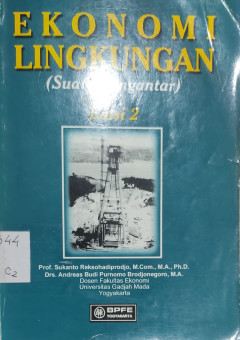 EKONOMI
LINGKUNGAN
(Suatu Pengantar)
Edisi 2
Prof. Sukanto Reksohadiprodjo, M.Com., M.A., Ph.D.
Drs. Andreas Budi Purnomo Brodjonegoro, M.A.
Dosen Fakultas Ekonomi
Universitas Gadjah Mada
Yogyakarta
BPFE
YOGYAKARTA
C2